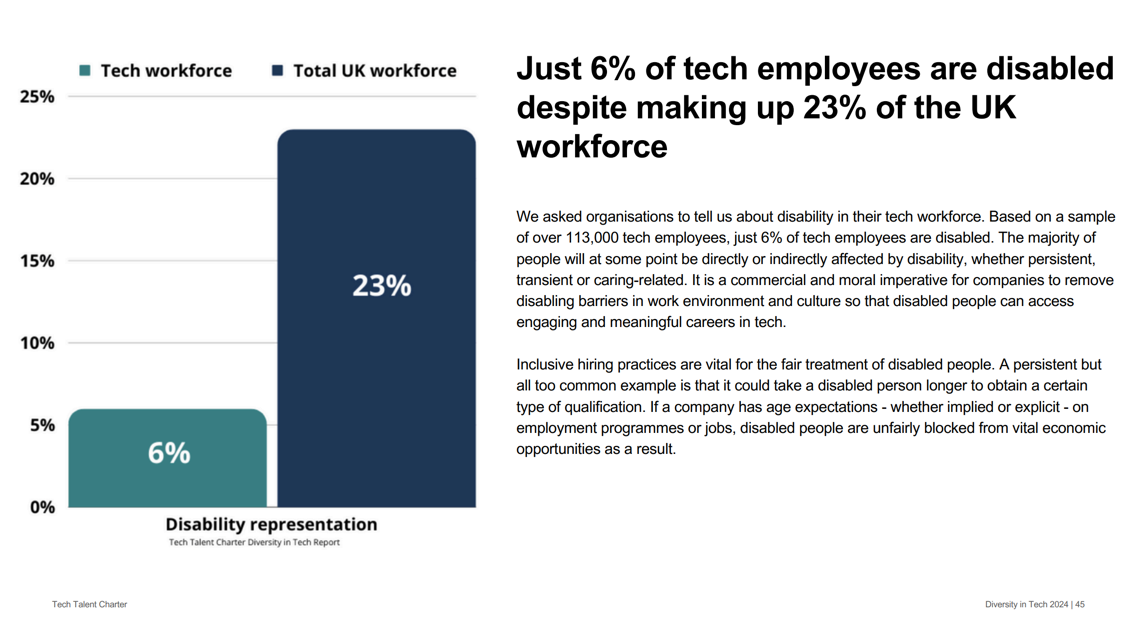 Tech workforce
Total UK workforce
25%
20%
15%
10%
5%
0%
6%
23%
Disability representation
Tech Talent Charter Diversity in Tech Report
Just 6% of tech employees are disabled
despite making up 23% of the UK
workforce
We asked organisations to tell us about disability in their tech workforce. Based on a sample
of over 113,000 tech employees, just 6% of tech employees are disabled. The majority of
people will at some point be directly or indirectly affected by disability, whether persistent,
transient or caring-related. It is a commercial and moral imperative for companies to remove
disabling barriers in work environment and culture so that disabled people can access
engaging and meaningful careers in tech.
Inclusive hiring practices are vital for the fair treatment of disabled people. A persistent but
all too common example is that it could take a disabled person longer to obtain a certain
type of qualification. If a company has age expectations - whether implied or explicit - on
employment programmes or jobs, disabled people are unfairly blocked from vital economic
opportunities as a result.
Tech Talent Charter
Diversity in Tech 2024 | 45